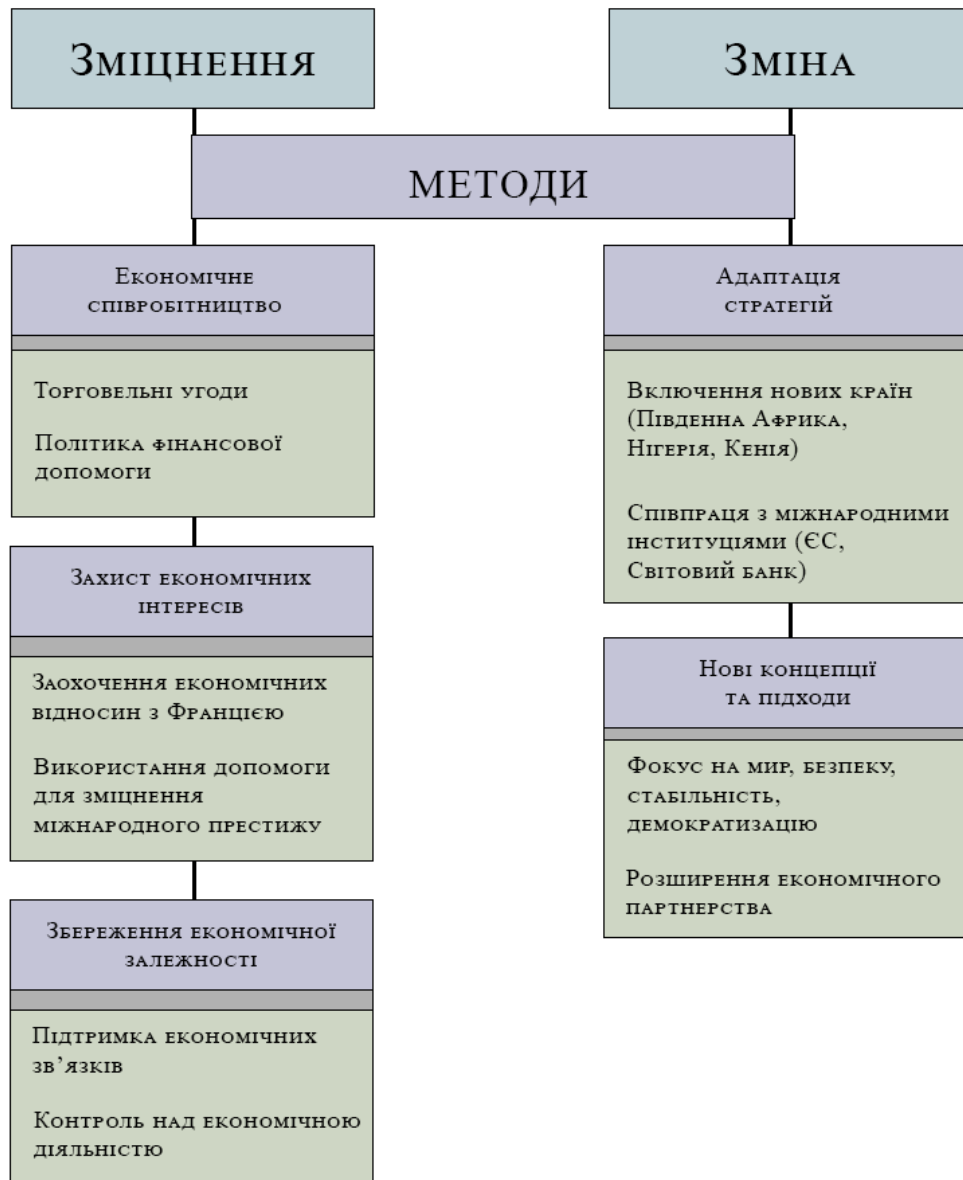 Зміцнення
Зміна
МЕТОДИ
Економічне
співробітництво
Торговельні угоди
Політика фінансової
допомоги
Захист економічних
інтересів
Заохочення економічних
відносин з Францією
Використання допомоги
для зміцнення
міжнародного престижу
Збереження економічної
залежності
Підтримка економічних
зв’язків
Контроль над економічною
діяльністю
Адаптація
стратегій
Включення нових країн
(Південна Африка,
Нігерія, Кенія)
Співпраця з міжнародними
інституціями (ЄС,
Світовий банк)
Нові концепції
та підходи
Фокус на мир, безпеку,
стабільність,
демократизацію
Розширення економічного
партнерства